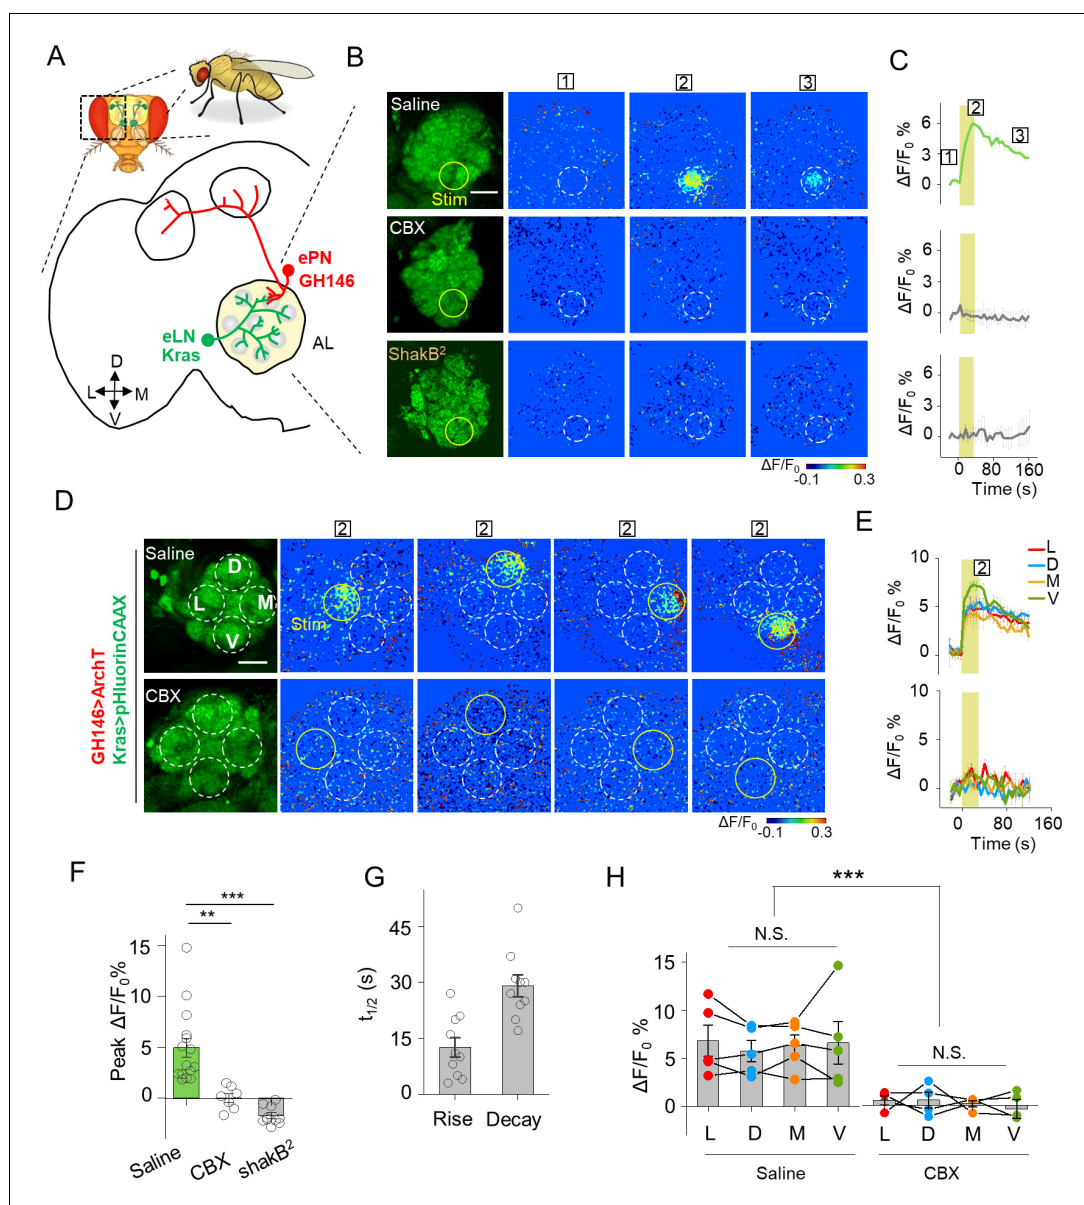 A
ePN
GH146
eLN
Kras
AL
D
L M
V
B
1 2 3
Saline
Stim
CBX
ShakB²
ΔF/F₀
-0.1 0.3
C
2
1
3
ΔF/F₀ %
6
3
0
ΔF/F₀ %
6
3
0
ΔF/F₀ %
6
3
0
0 80 160
Time (s)
D
GH146>ArchT
Kras>pHluorinCAAX
2 2 2 2
Saline
D
L M
V
Stim
CBX
ΔF/F₀
-0.1 0.3
E
2
L
D
M
V
ΔF/F₀ %
10
5
0
ΔF/F₀ %
10
5
0
0 80 160
Time (s)
F
***
**
Peak ΔF/F₀%
15
10
5
0
Saline
CBX
shakB²
G
t1/2 (s)
45
30
15
0
Rise Decay
H
***
N.S.
N.S.
ΔF/F₀ %
15
10
5
0
L D M V L D M V
Saline CBX